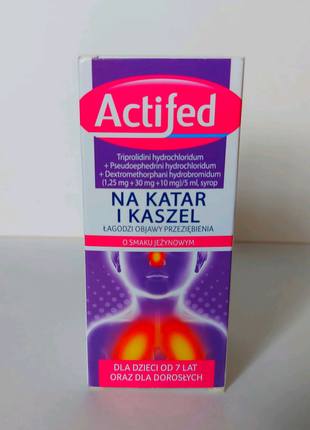 Actifed
Triprolidini hydrochloridum
+ Pseudoephedrini hydrochloridum
+ Dextromethorphani hydrobromidum
(1,25 mg + 30 mg +10 mg)/5 ml, syrop
NA KATAR
I KASZEL
ŁAGODZI OBJAWY PRZEZIĘBIENIA
O SMAKU JEŻYNOWYM
DLA DZIECI OD 7 LAT
ORAZ DLA DOROSŁYCH